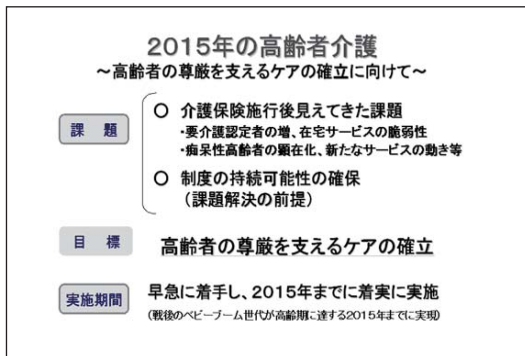 2015年の高齢者介護
～高齢者の尊厳を支えるケアの確立に向けて～
課 題
○ 介護保険施行後見えてきた課題
・要介護認定者の増、在宅サービスの脆弱性
・痴呆性高齢者の顕在化、新たなサービスの動き等
○ 制度の持続可能性の確保
（課題解決の前提）
目 標
高齢者の尊厳を支えるケアの確立
実施期間
早急に着手し、2015年までに着実に実施
（戦後のベビーブーム世代が高齢期に達する2015年までに実現）